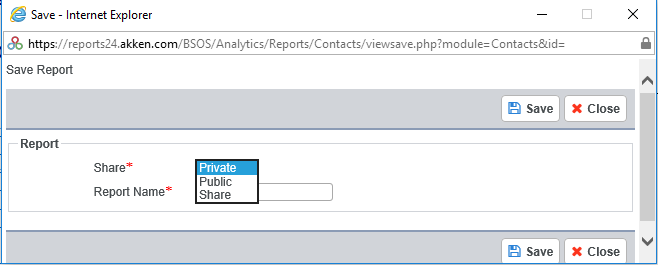 Save - Internet Explorer
https://reports24.akken.com/BSOS/Analytics/Reports/Contacts/viewsave.php?module=Contacts&id=
Save Report
Save Close
Report
Share* Private
Public
Report Name* Share
Save Close